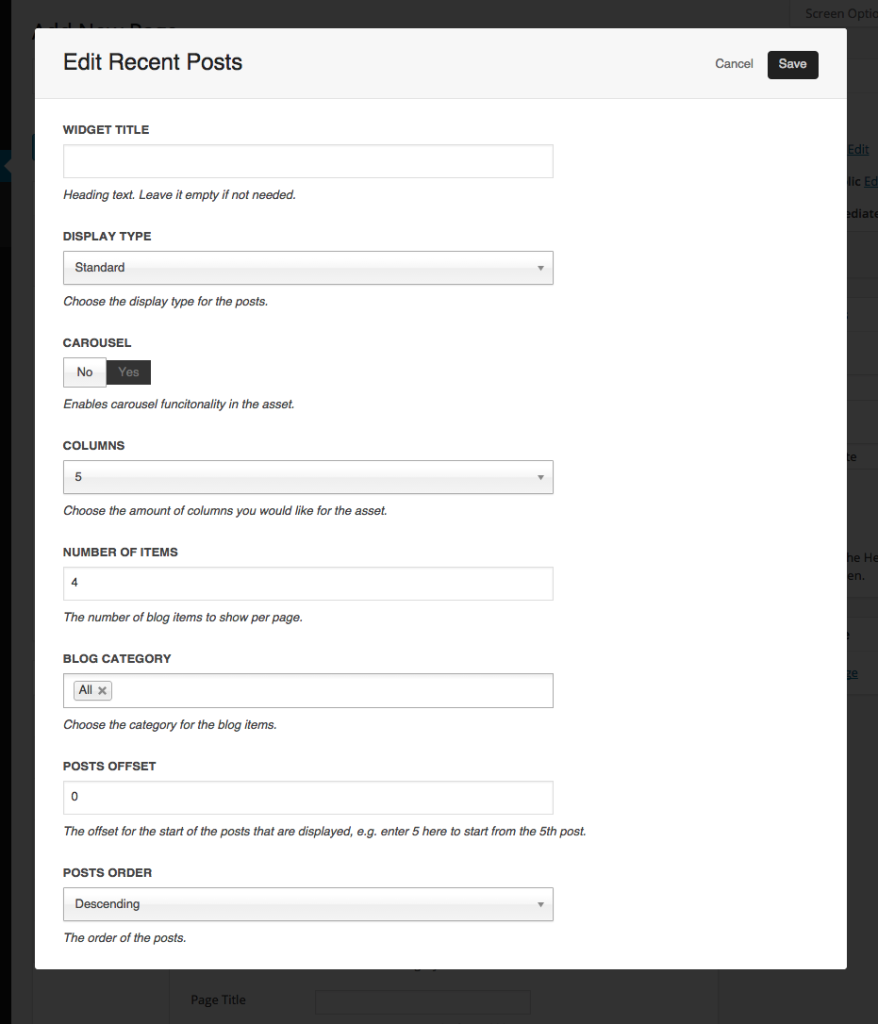 Add New Page
Screen Optio
Edit Recent Posts
Cancel
Save
WIDGET TITLE
Edit
Heading text. Leave it empty if not needed.
lic Ed
ediate
DISPLAY TYPE
Standard
Choose the display type for the posts.
CAROUSEL
No
Yes
Enables carousel funcitonality in the asset.
COLUMNS
te
5
Choose the amount of columns you would like for the asset.
NUMBER OF ITEMS
he He
4
en.
The number of blog items to show per page.
BLOG CATEGORY
ge
All
Choose the category for the blog items.
POSTS OFFSET
0
The offset for the start of the posts that are displayed, e.g. enter 5 here to start from the 5th post.
POSTS ORDER
Descending
The order of the posts.
Page Title